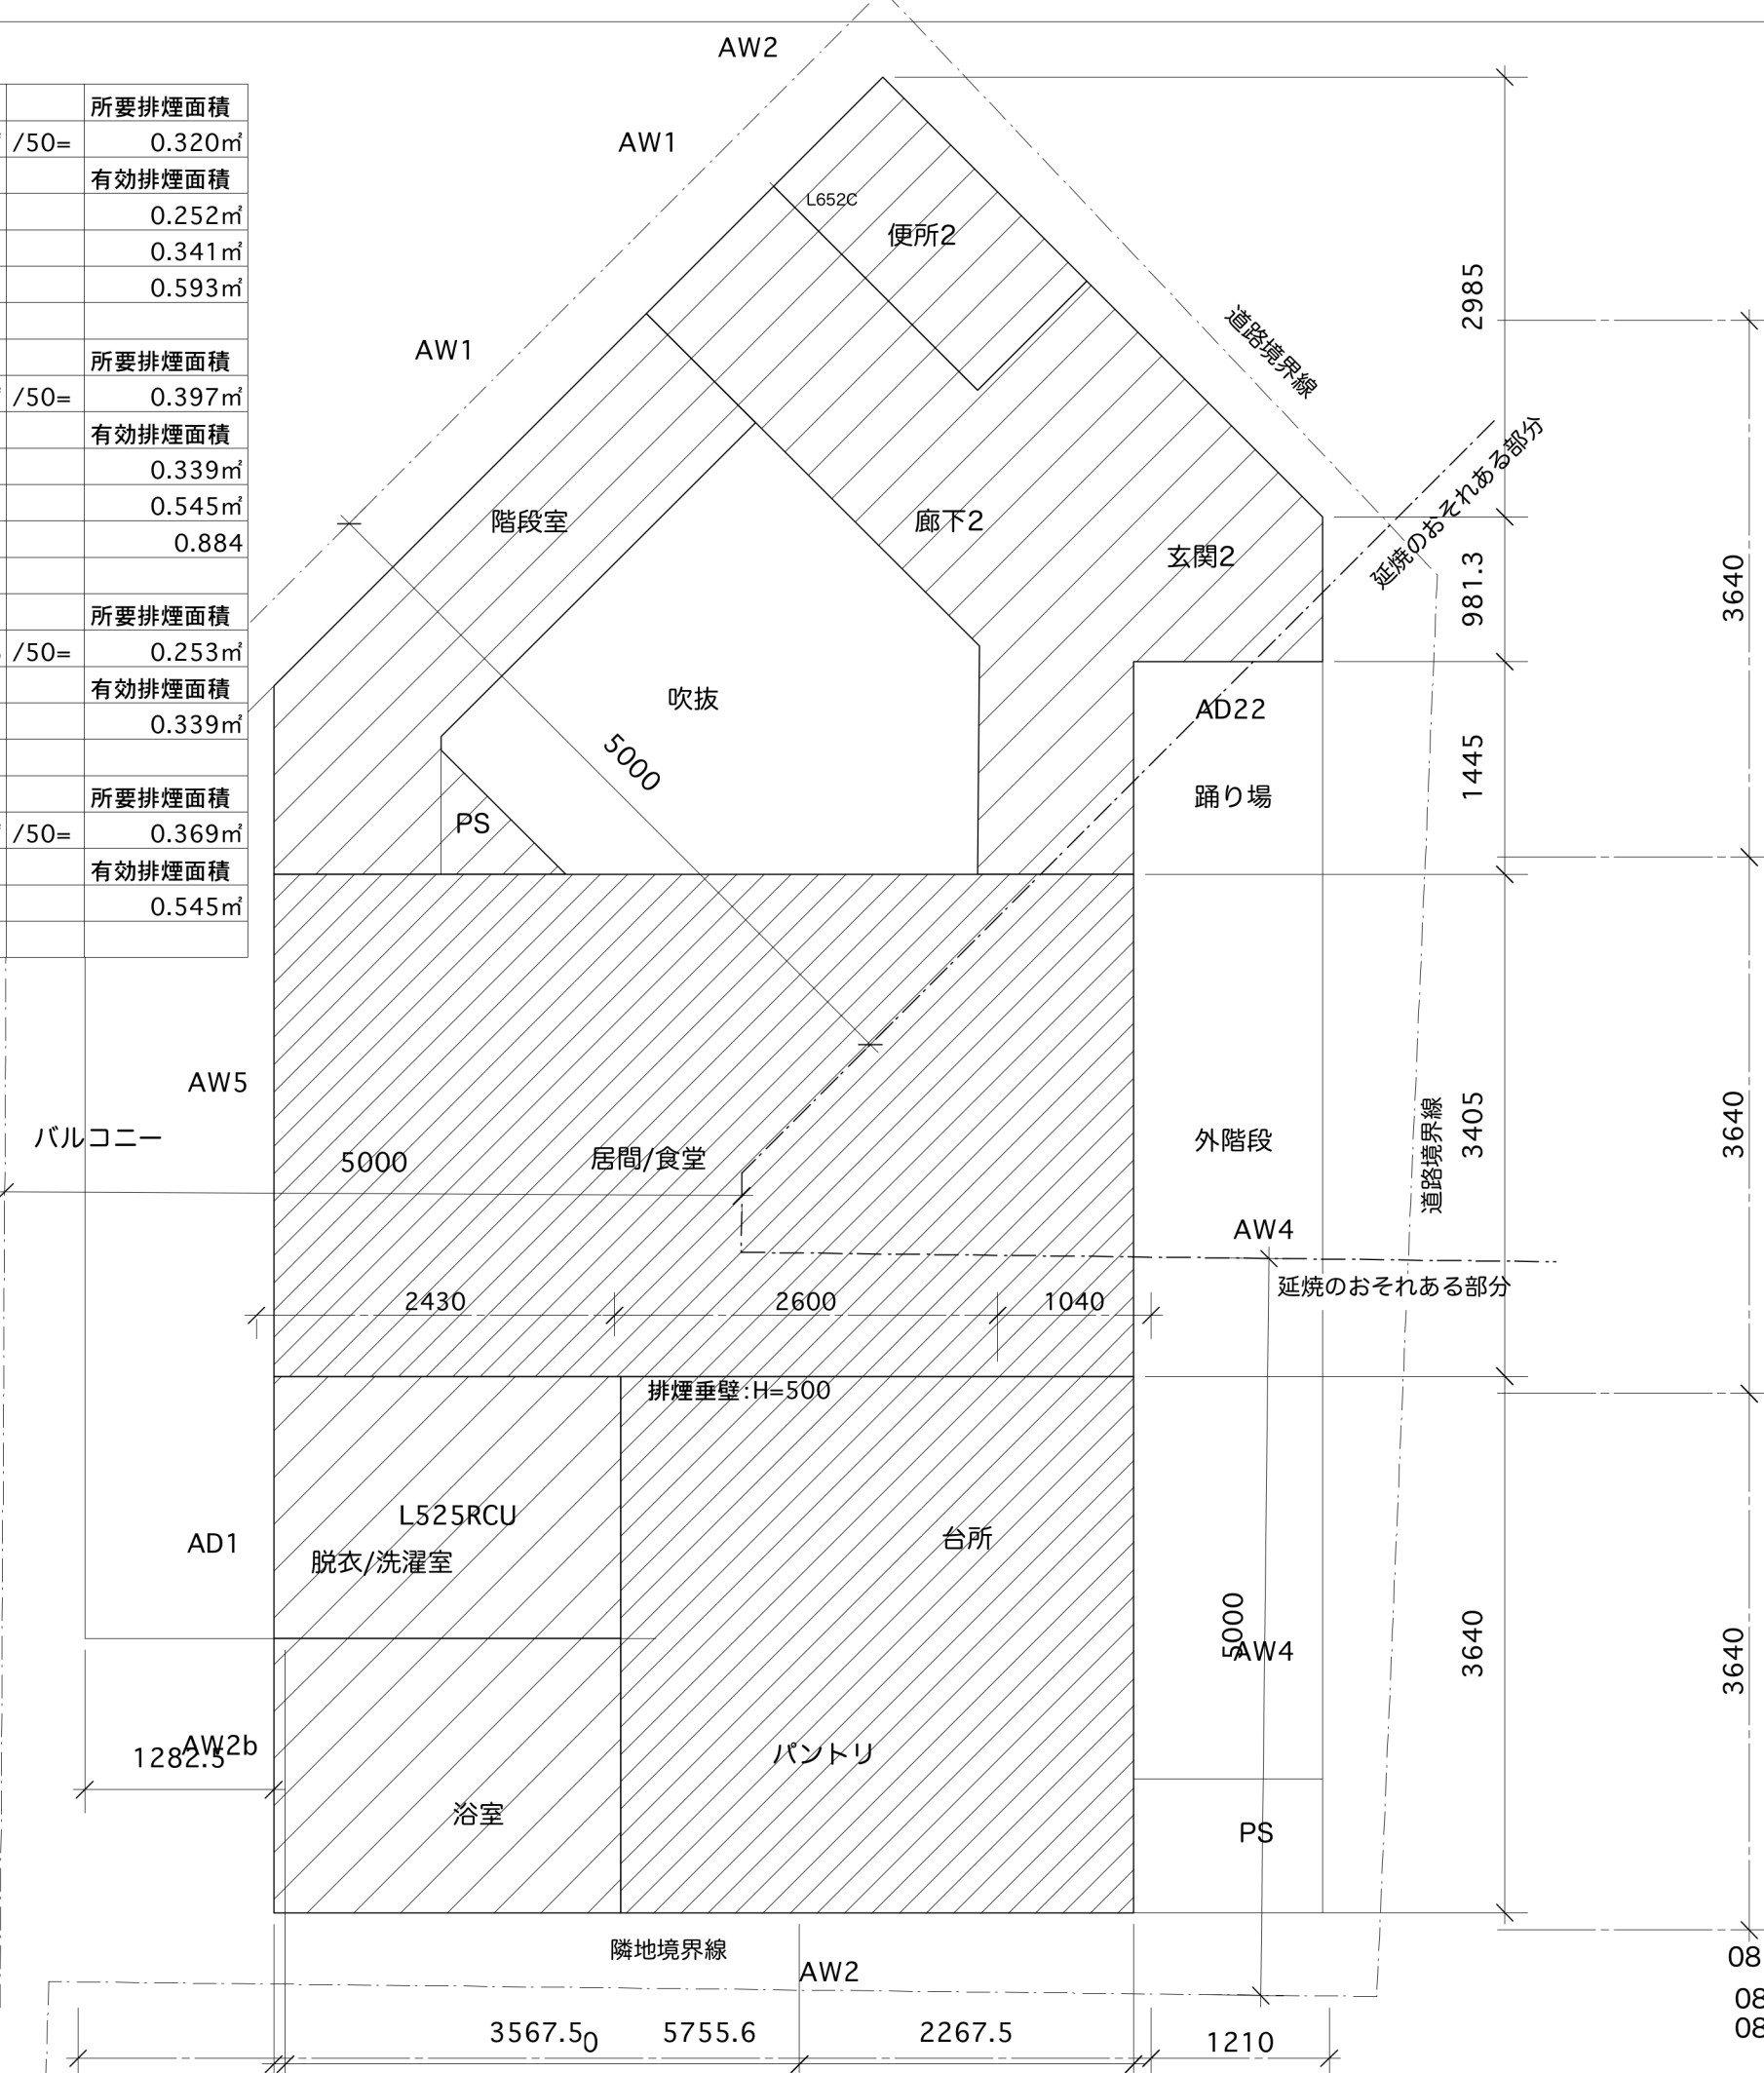 AW2
所要排煙面積
AW1
/50= 0.320㎡
有効排煙面積
L652C
0.252㎡
便所2
0.341㎡
0.593㎡
2985
道路境界線
AW1
所要排煙面積
/50= 0.397㎡
有効排煙面積
0.339㎡
0.545㎡
階段室
廊下2
延焼のおそれある部分
0.884
玄関2
981.3
3640
所要排煙面積
/50= 0.253㎡
有効排煙面積
吹抜
AD22
0.339㎡
5000
1445
所要排煙面積
踊り場
/50= 0.369㎡
PS
有効排煙面積
0.545㎡
AW5
バルコニー
5000
居間/食堂
外階段
道路境界線
3405
3640
AW4
延焼のおそれある部分
2430
2600
1040
排煙垂壁:H=500
L525RCU
台所
AD1
脱衣/洗濯室
5000
AW4
3640
3640
AW2b
1282.5
パントリ
浴室
PS
隣地境界線
AW2
08
08
08
3567.5
0
5755.6
2267.5
1210